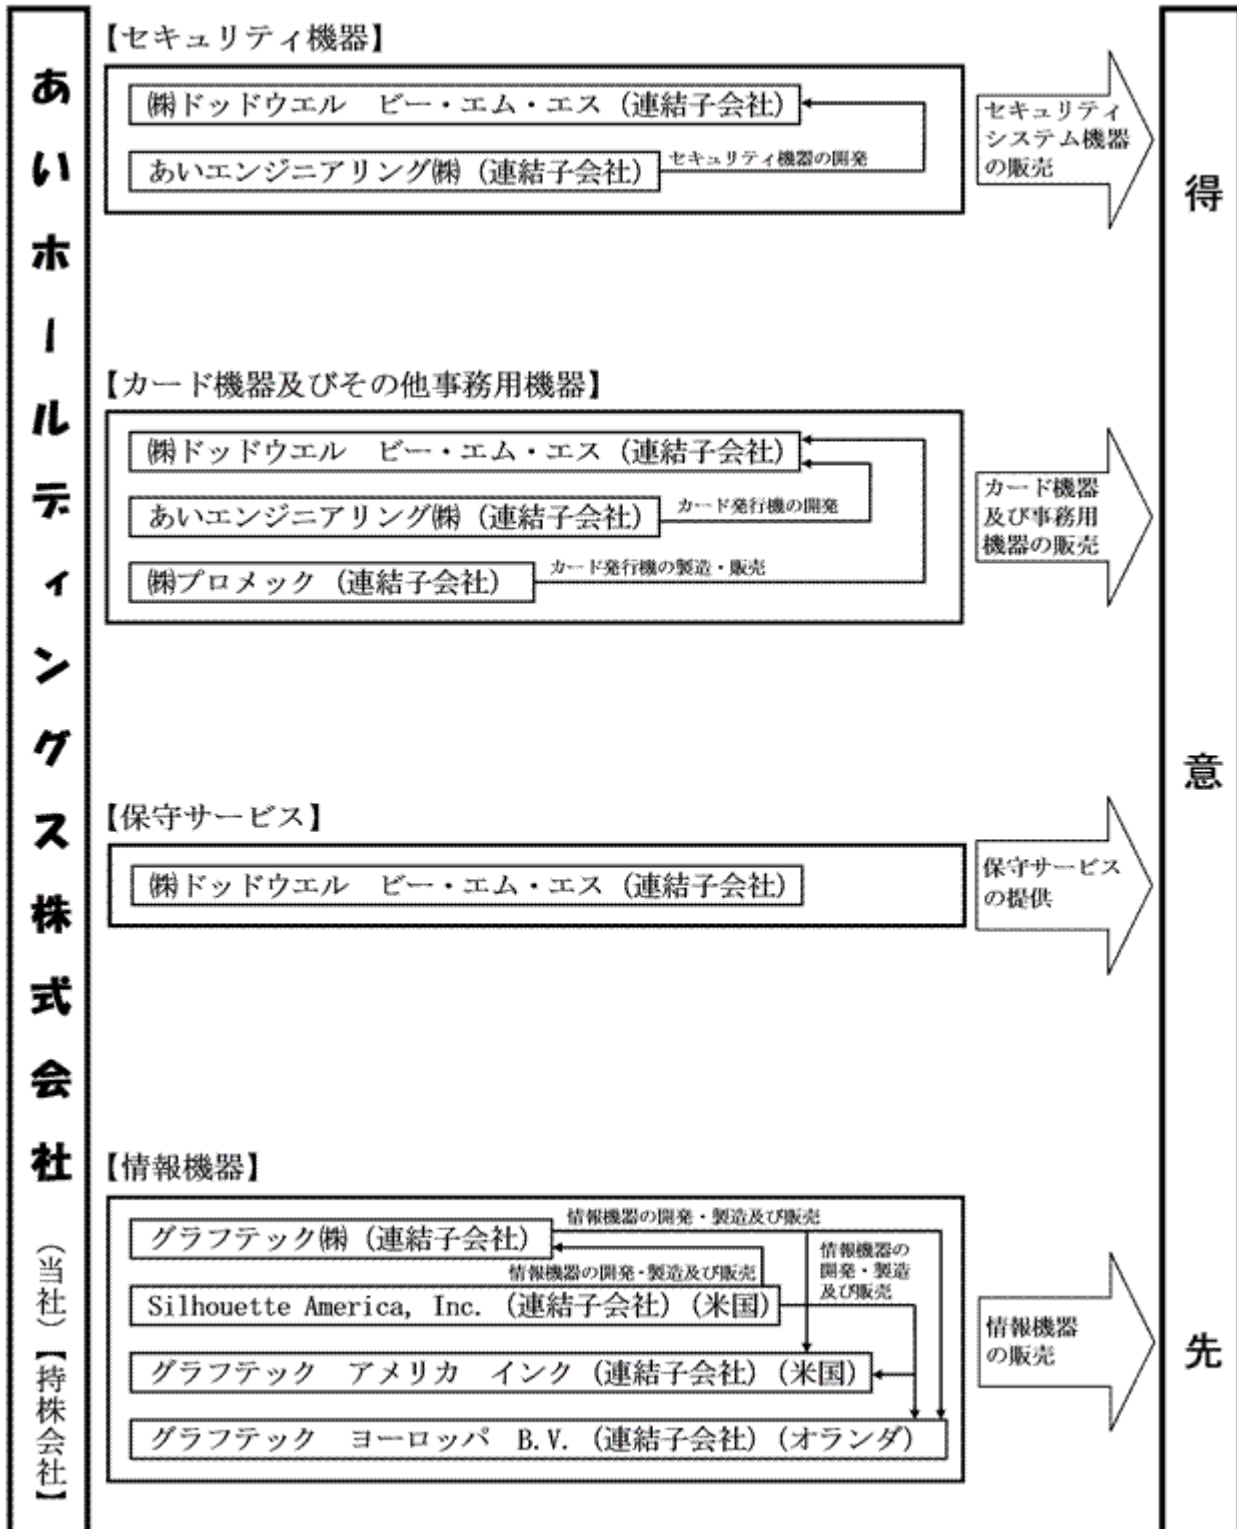 あいホールディングス株式会社
(当社)【持株会社】
【セキュリティ機器】
㈱ドッドウエル　ビー・エム・エス（連結子会社）
あいエンジニアリング㈱（連結子会社）
セキュリティ機器の開発
セキュリティ
システム機器
の販売
【カード機器及びその他事務用機器】
㈱ドッドウエル　ビー・エム・エス（連結子会社）
あいエンジニアリング㈱（連結子会社）
カード発行機の開発
㈱プロメック（連結子会社）
カード発行機の製造・販売
カード機器
及び事務用
機器の販売
【保守サービス】
㈱ドッドウエル　ビー・エム・エス（連結子会社）
保守サービス
の提供
【情報機器】
グラフテック㈱（連結子会社）
情報機器の開発・製造及び販売
情報機器の開発・製造及び販売
情報機器の
開発・製造
及び販売
Silhouette America, Inc.（連結子会社）（米国）
グラフテック　アメリカ　インク（連結子会社）（米国）
グラフテック　ヨーロッパ　B.V.（連結子会社）（オランダ）
情報機器
の販売
得意先